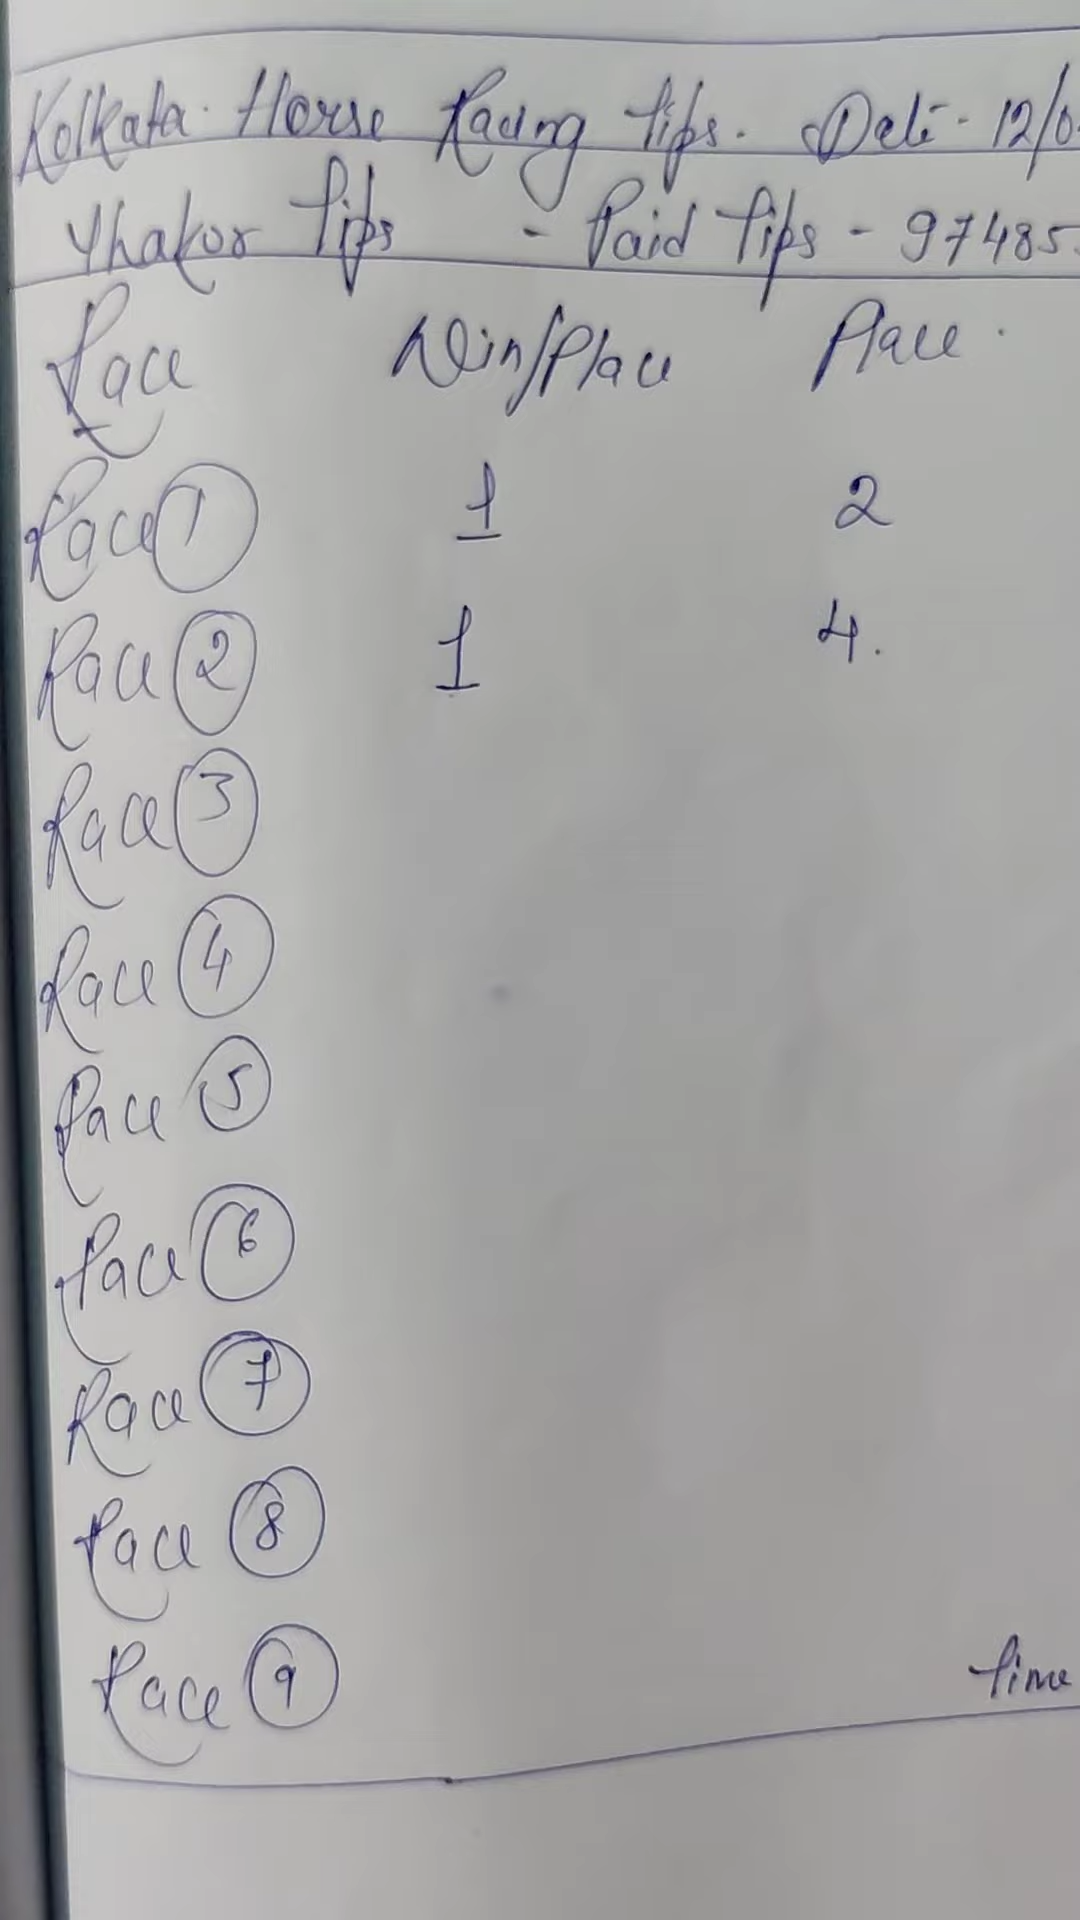 Kolkata. Horse Racing tips. Date - 12/0
Thakor Tips - Paid Tips - 97485
Race Win/Place Place.
Race 1 1 2
Race 2 1 4.
Race 3
Race 4
Race 5
Race 6
Race 7
Race 8
Race 9
Time